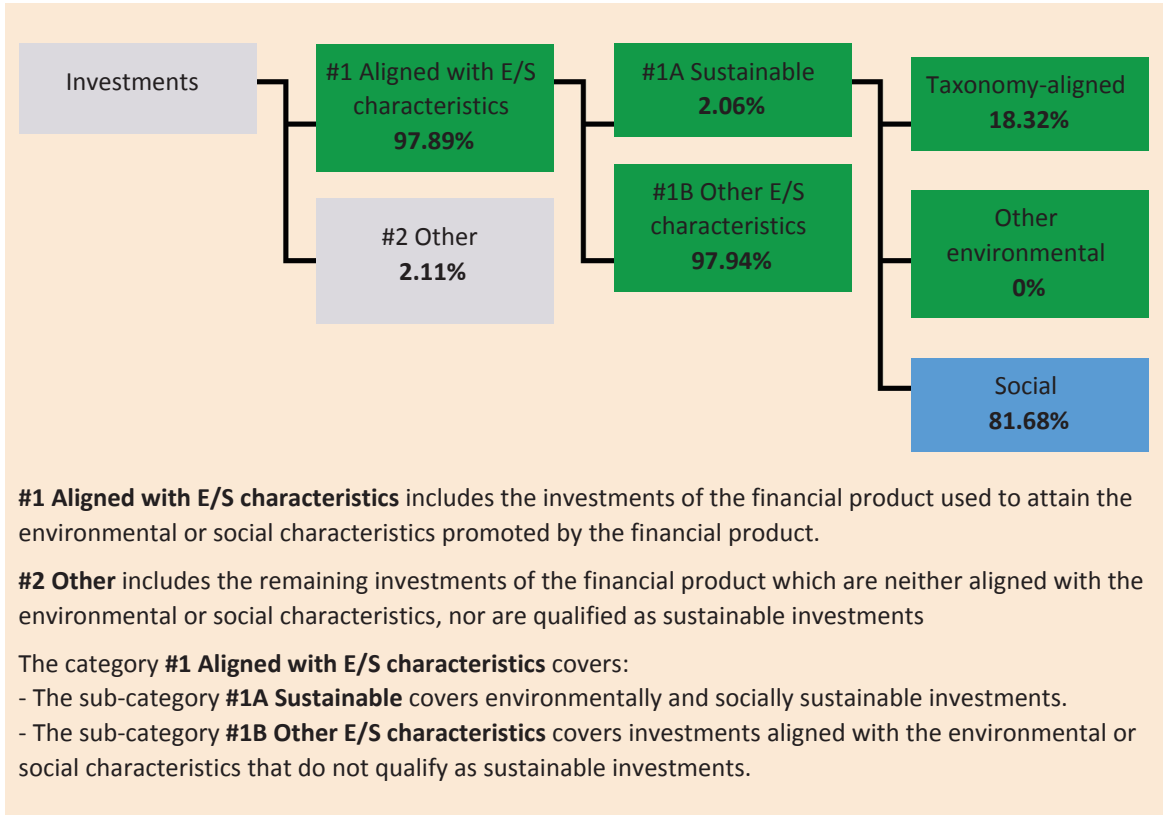 Investments
#1 Aligned with E/S
characteristics
97.89%
#2 Other
2.11%
#1A Sustainable
2.06%
#1B Other E/S
characteristics
97.94%
Taxonomy-aligned
18.32%
Other
environmental
0%
Social
81.68%
#1 Aligned with E/S characteristics includes the investments of the financial product used to attain the
environmental or social characteristics promoted by the financial product.
#2 Other includes the remaining investments of the financial product which are neither aligned with the
environmental or social characteristics, nor are qualified as sustainable investments
The category #1 Aligned with E/S characteristics covers:
- The sub-category #1A Sustainable covers environmentally and socially sustainable investments.
- The sub-category #1B Other E/S characteristics covers investments aligned with the environmental or
social characteristics that do not qualify as sustainable investments.